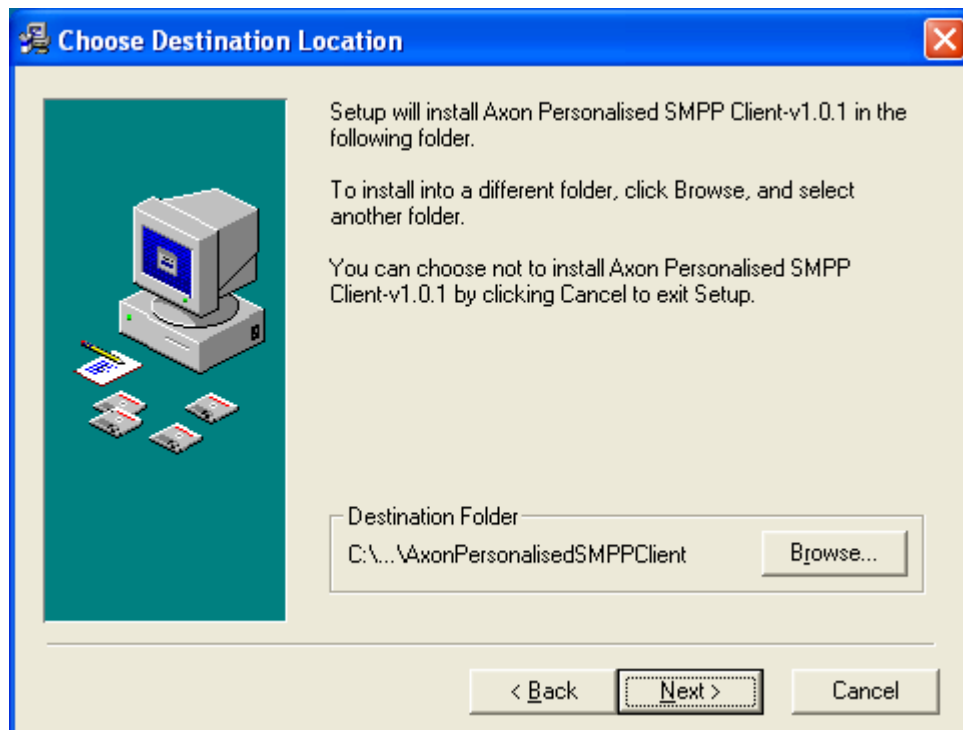 Choose Destination Location
Setup will install Axon Personalised SMPP Client-v1.0.1 in the
following folder.
To install into a different folder, click Browse, and select
another folder.
You can choose not to install Axon Personalised SMPP
Client-v1.0.1 by clicking Cancel to exit Setup.
Destination Folder
C:\...\AxonPersonalisedSMPPClient
Browse...
< Back
Next >
Cancel